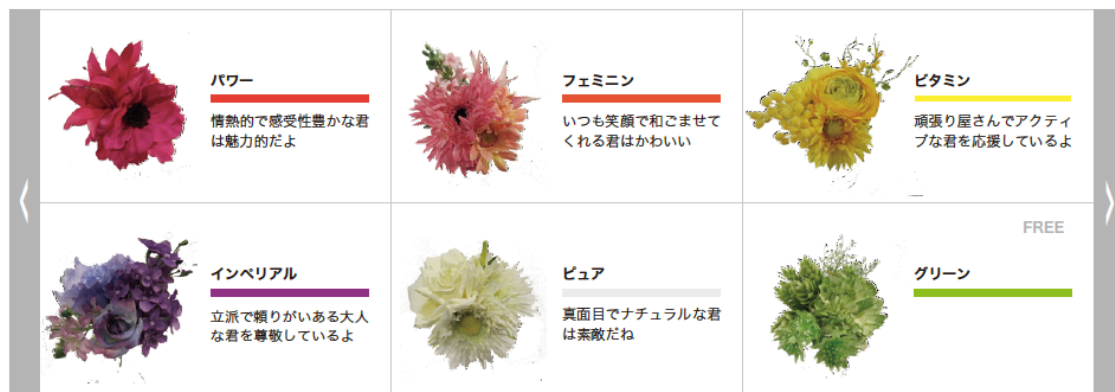 パワー
情熱的で感受性豊かな君
は魅力的だよ
フェミニン
いつも笑顔で和ごませて
くれる君はかわいい
ビタミン
頑張り屋さんでアクティ
ブな君を応援しているよ
インペリアル
立派で頼りがいある大人
な君を尊敬しているよ
ピュア
真面目でナチュラルな君
は素敵だね
FREE
グリーン